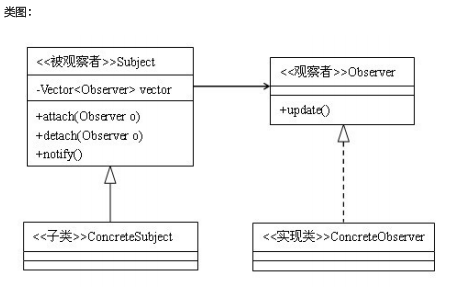 类图:
<<被观察者>>Subject
-Vector<Observer> vector
+attach(Observer o)
+detach(Observer o)
+notify()
<<观察者>>Observer
+update()
<<子类>>ConcreteSubject
<<实现类>>ConcreteObserver